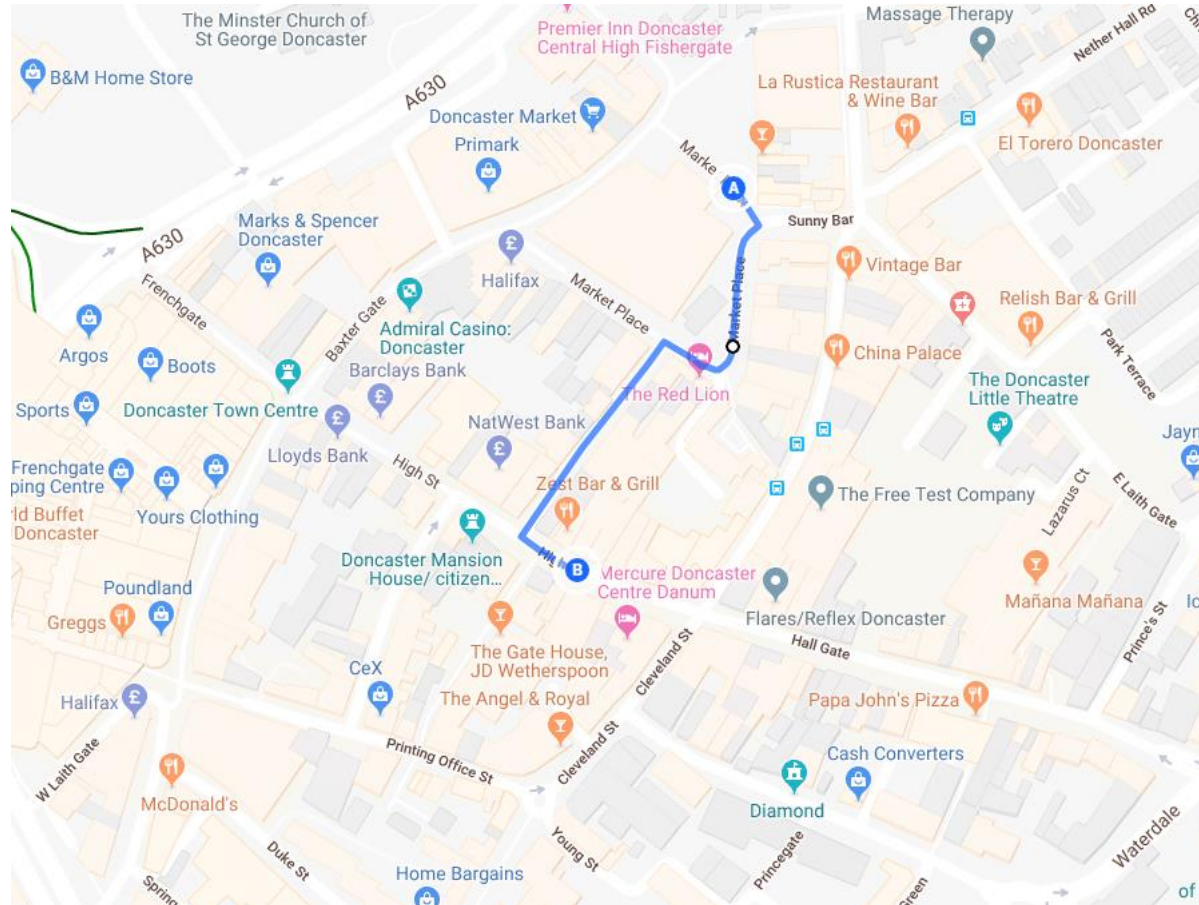 The Minster Church of
St George Doncaster
Premier Inn Doncaster
Central High Fishergate
Massage Therapy
Nether Hall Rd
B&M Home Store
A630
La Rustica Restaurant
& Wine Bar
Doncaster Market
Primark
El Torero Doncaster
Marke
A
Sunny Bar
Marks & Spencer
Doncaster
A630
Halifax
Vintage Bar
Frenchgate
Market Place
Market Place
Relish Bar & Grill
Baxter Gate
Admiral Casino:
Doncaster
Argos
Boots
China Palace
Park Terrace
Barclays Bank
The Red Lion
The Doncaster
Little Theatre
Sports
Doncaster Town Centre
NatWest Bank
Jayn
Lloyds Bank
High St
Frenchgate
ping Centre
Zest Bar & Grill
The Free Test Company
Lazarus Ct
E Laith Gate
ld Buffet
Doncaster
Yours Clothing
Doncaster Mansion
House/ citizen...
B
Mercure Doncaster
Centre Danum
Poundland
Greggs
Flares/Reflex Doncaster
Mañana Mañana
Prince's St
The Gate House,
JD Wetherspoon
Cleveland St
Hall Gate
CeX
The Angel & Royal
Halifax
Papa John's Pizza
W Laith Gate
Printing Office St
Cleveland St
Cash Converters
McDonald's
Diamond
Waterdale
Duke St
Young St
Princegate
Home Bargains
Spring
Green
of